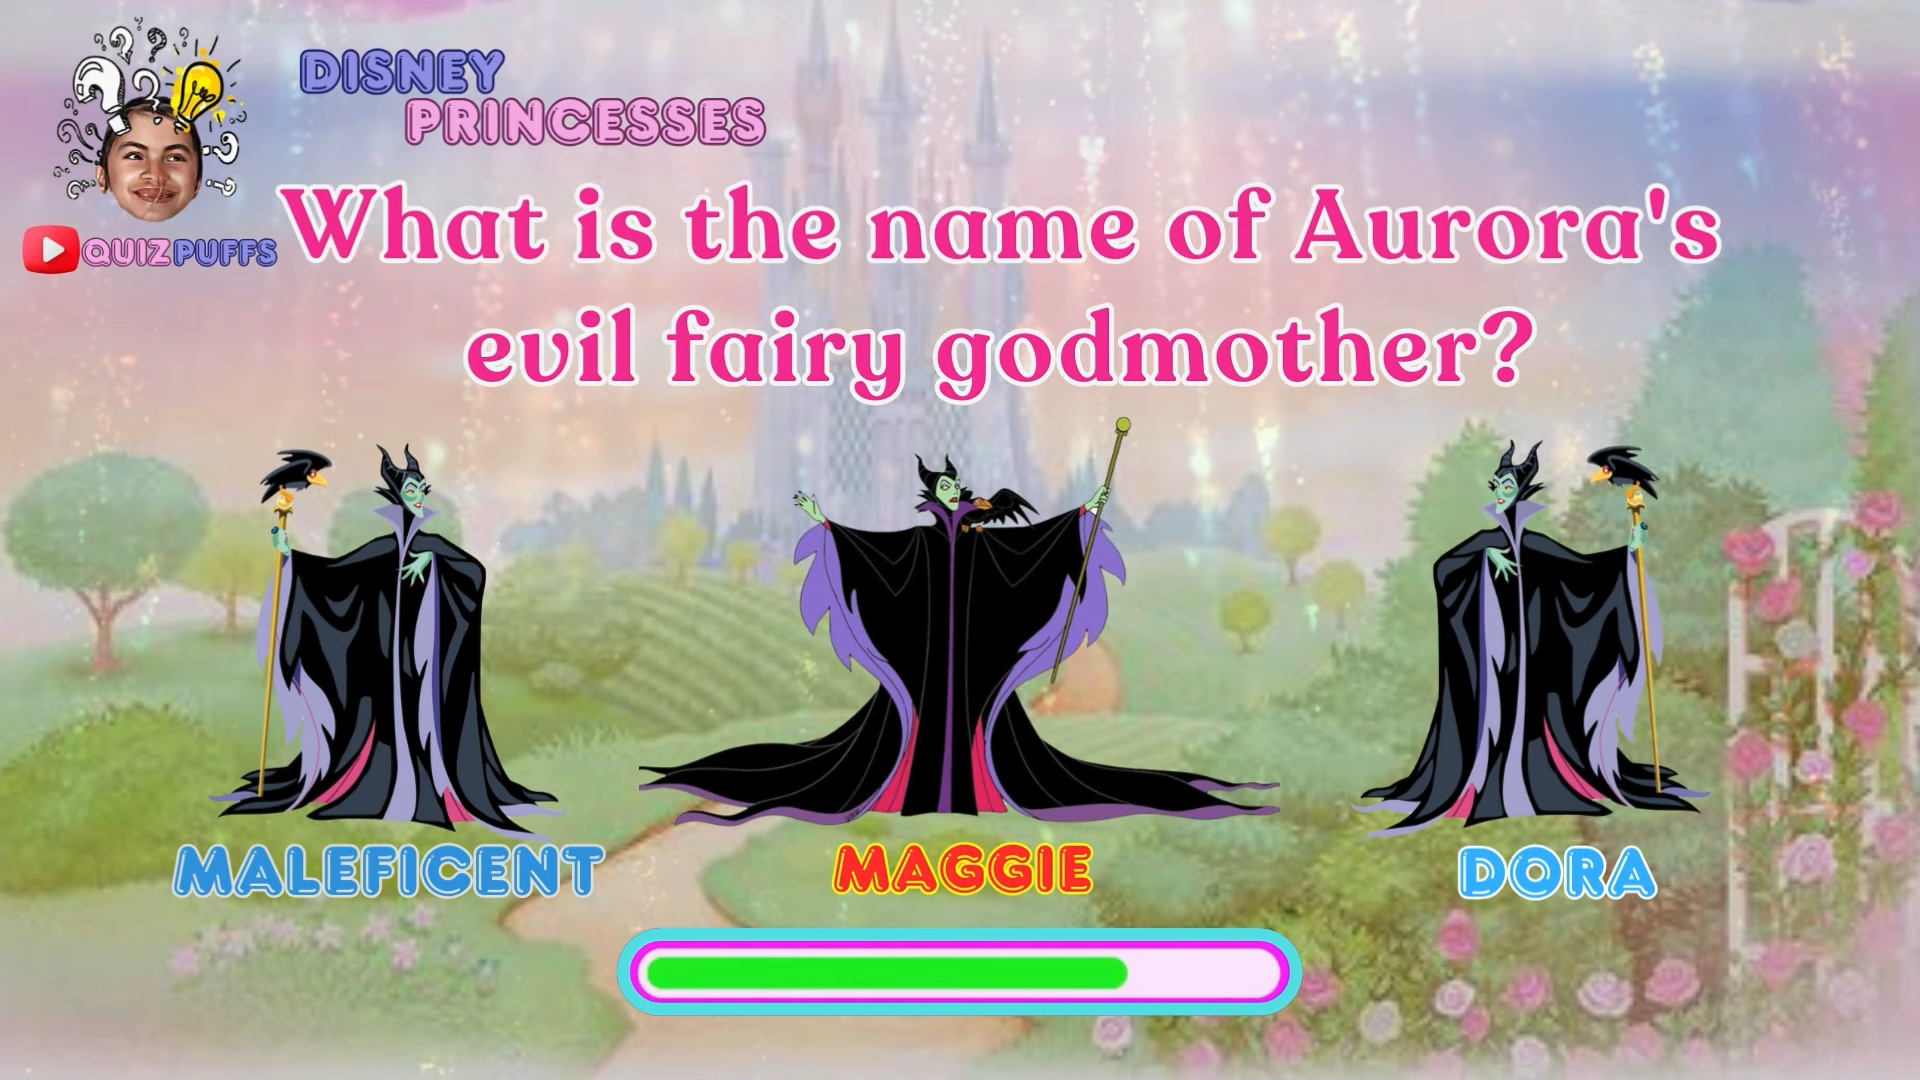 DISNEY
PRINCESSES
QUIZPUFFS
What is the name of Aurora's
evil fairy godmother?
MALEFICENT
MAGGIE
DORA